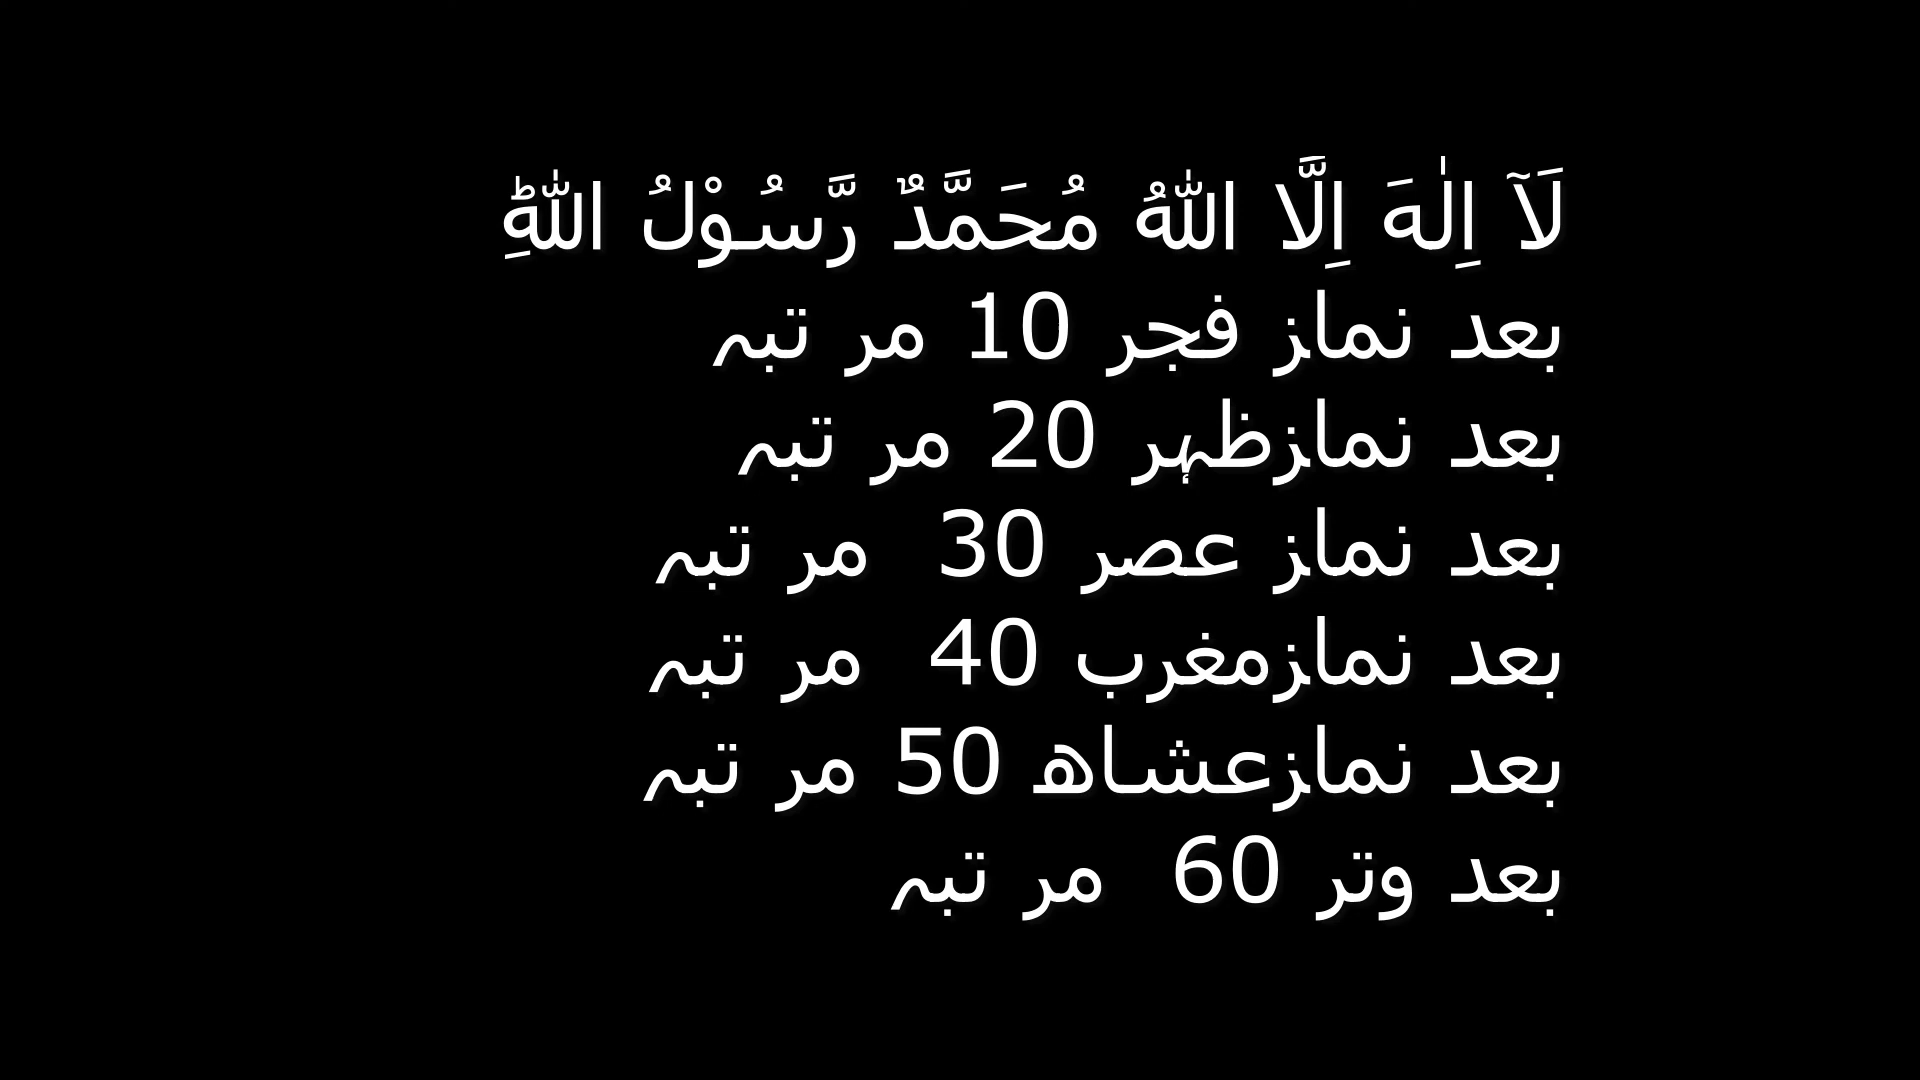 لَآ اِلٰهَ اِلَّا اللّٰهُ مُحَمَّدٌ رَّسُوْلُ اللّٰهِؕ
بعد نماز فجر 10 مر تبہ
بعد نمازظہر 20 مر تبہ
بعد نماز عصر 30 مر تبہ
بعد نمازمغرب 40 مر تبہ
بعد نمازعشاھ 50 مر تبہ
بعد وتر 60 مر تبہ